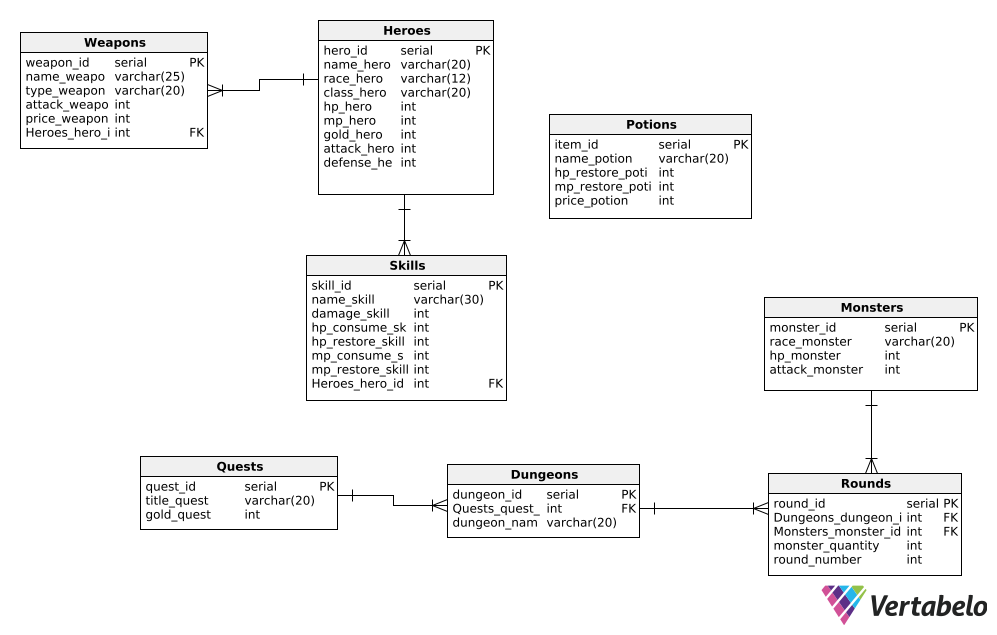 Weapons
weapon_id serial PK
name_weapo varchar(25)
type_weapon varchar(20)
attack_weapo int
price_weapon int
Heroes_hero_i int FK
Heroes
hero_id serial PK
name_hero varchar(20)
race_hero varchar(12)
class_hero varchar(20)
hp_hero int
mp_hero int
gold_hero int
attack_hero int
defense_he int
Potions
item_id serial PK
name_potion varchar(20)
hp_restore_poti int
mp_restore_poti int
price_potion int
Skills
skill_id serial PK
name_skill varchar(30)
damage_skill int
hp_consume_sk int
hp_restore_skill int
mp_consume_s int
mp_restore_skill int
Heroes_hero_id int FK
Monsters
monster_id serial PK
race_monster varchar(20)
hp_monster int
attack_monster int
Quests
quest_id serial PK
title_quest varchar(20)
gold_quest int
Dungeons
dungeon_id serial PK
Quests_quest_ int FK
dungeon_nam varchar(20)
Rounds
round_id serial PK
Dungeons_dungeon_i int FK
Monsters_monster_id int FK
monster_quantity int
round_number int
Vertabelo